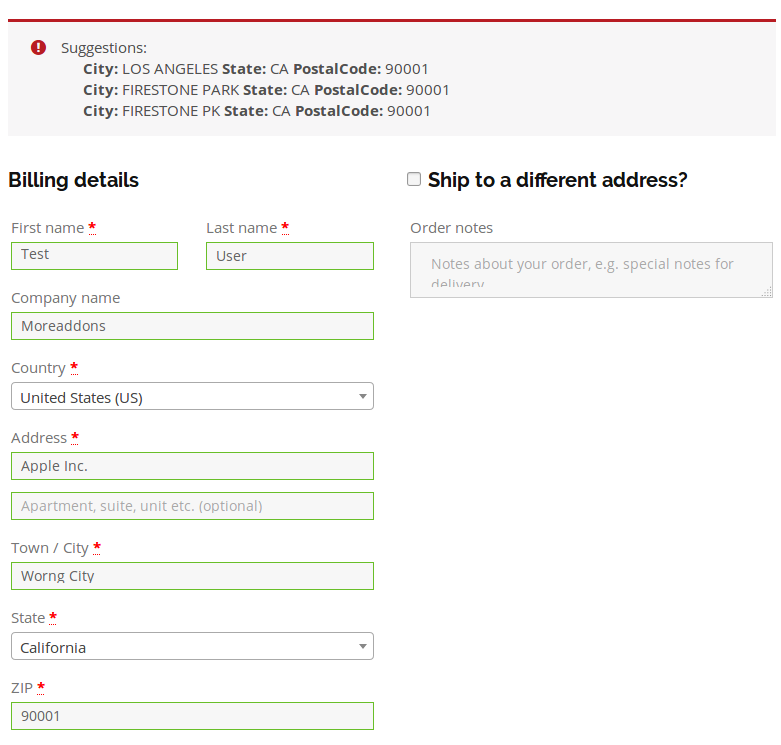 Suggestions:
City: LOS ANGELES State: CA PostalCode: 90001
City: FIRESTONE PARK State: CA PostalCode: 90001
City: FIRESTONE PK State: CA PostalCode: 90001
Billing details
First name *
Last name *
Test
User
Company name
Moreaddons
Country *
United States (US)
Address *
Apple Inc.
Apartment, suite, unit etc. (optional)
Town / City *
Worng City
State *
California
ZIP *
90001
Ship to a different address?
Order notes
Notes about your order, e.g. special notes for
delivery